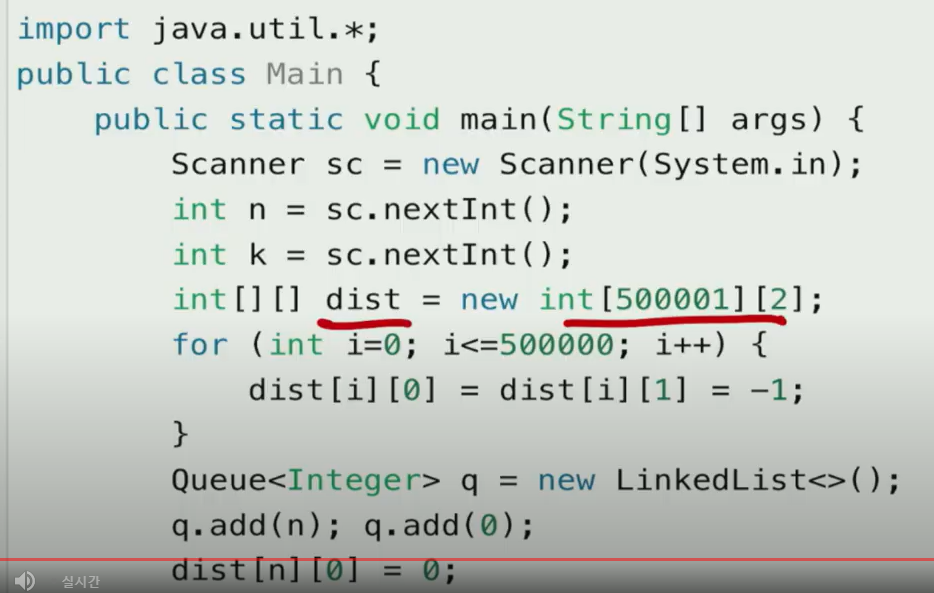 import java.util.*;
public class Main {
public static void main(String[] args) {
Scanner sc = new Scanner(System.in);
int n = sc.nextInt();
int k = sc.nextInt();
int[][] dist = new int[500001][2];
for (int i=0; i<=500000; i++) {
dist[i][0] = dist[i][1] = -1;
}
Queue<Integer> q = new LinkedList<>();
q.add(n); q.add(0);
dist[n][0] = 0;
실시간